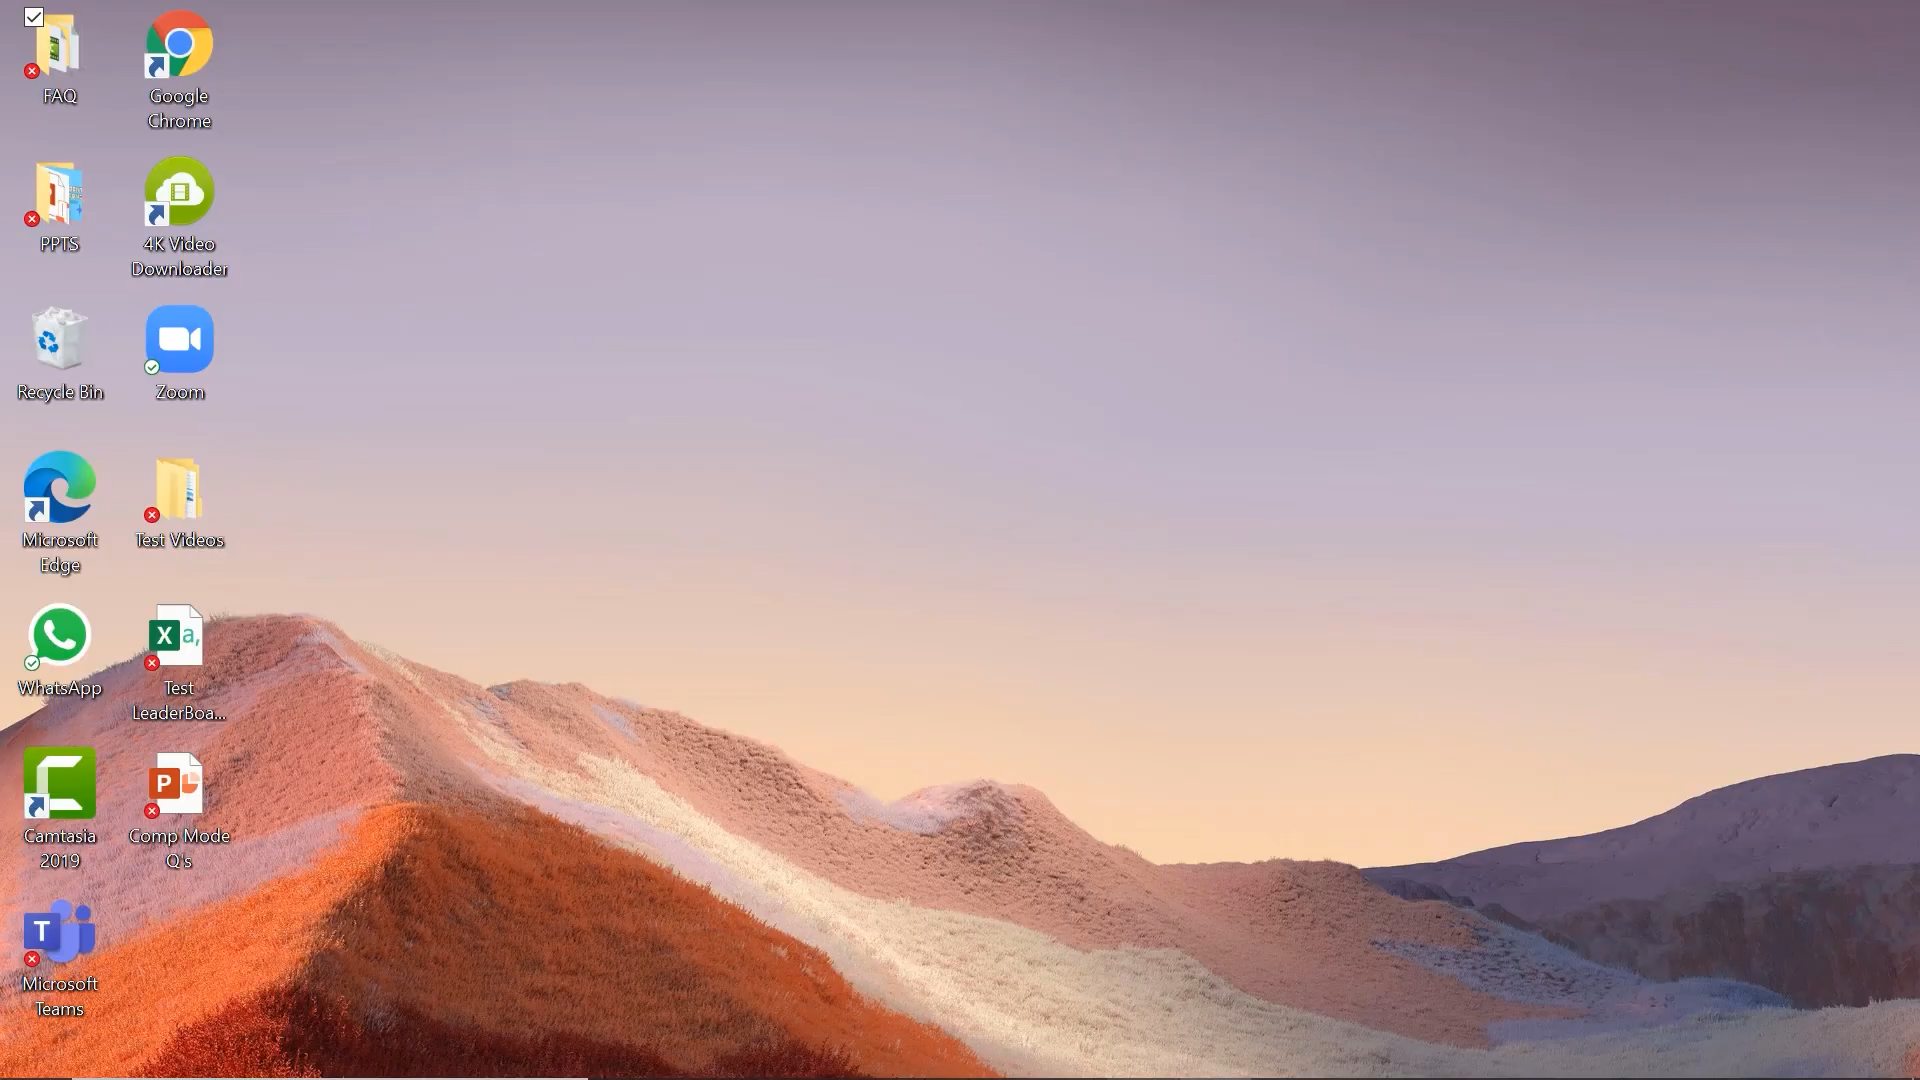 FAQ
Google
Chrome
PPTS
4K Video
Downloader
Recycle Bin
Zoom
Microsoft
Edge
Test Videos
WhatsApp
X a,
Test
LeaderBoa...
Camtasia
2019
P
Comp Mode
Q's
T
Microsoft
Teams